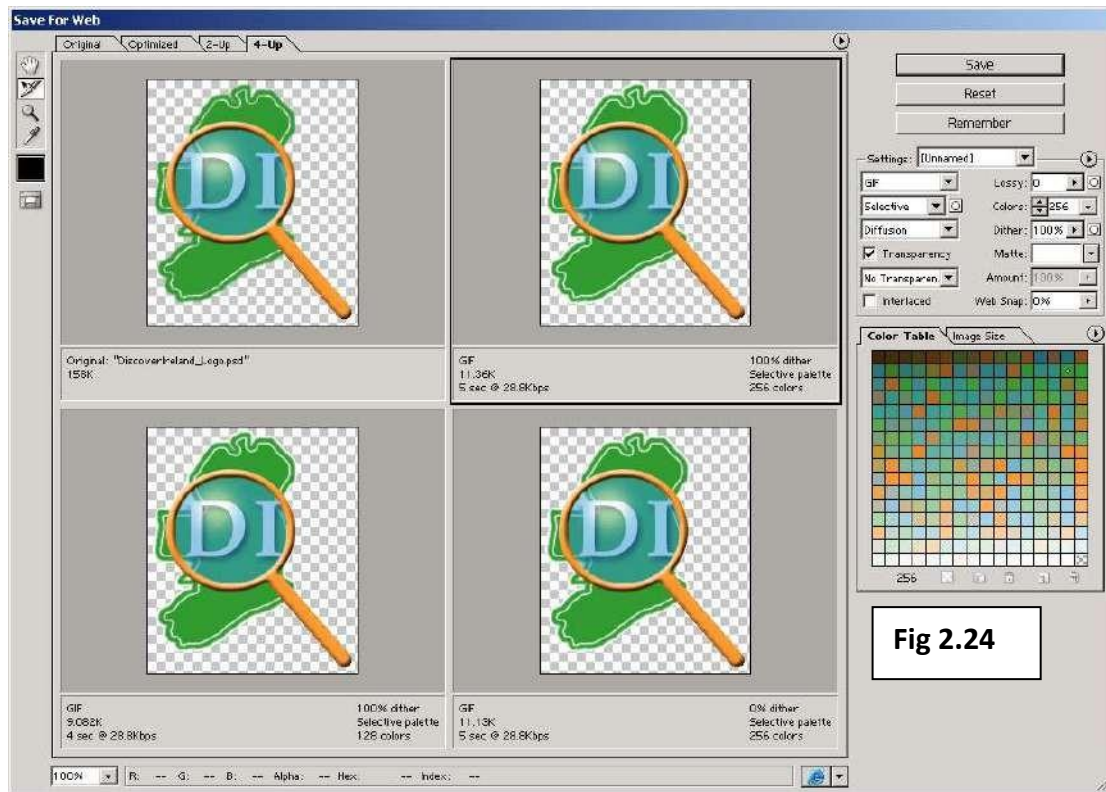 Save For Web
Original Optimized 2-Up 4-Up
Save
Reset
Remember
Settings: [Unnamed]
GIF Lossy: 0
Selective Colors: 256
Diffusion Dither: 100%
Transparency Matte:
No Transparen Amount: 100%
Interlaced Web Snap: 0%
Color Table Image Size
256
DI
DI
Original: "DiscoverIreland_Logo.psd"
158K
GIF 100% dither
11.36K Selective palette
5 sec @ 28.8Kbps 256 colors
DI
DI
GIF 100% dither
9.082K Selective palette
4 sec @ 28.8Kbps 128 colors
GIF 0% dither
11.13K Selective palette
5 sec @ 28.8Kbps 256 colors
Fig 2.24
100% R: -- G: -- B: -- Alpha: -- Hex: -- Index: --